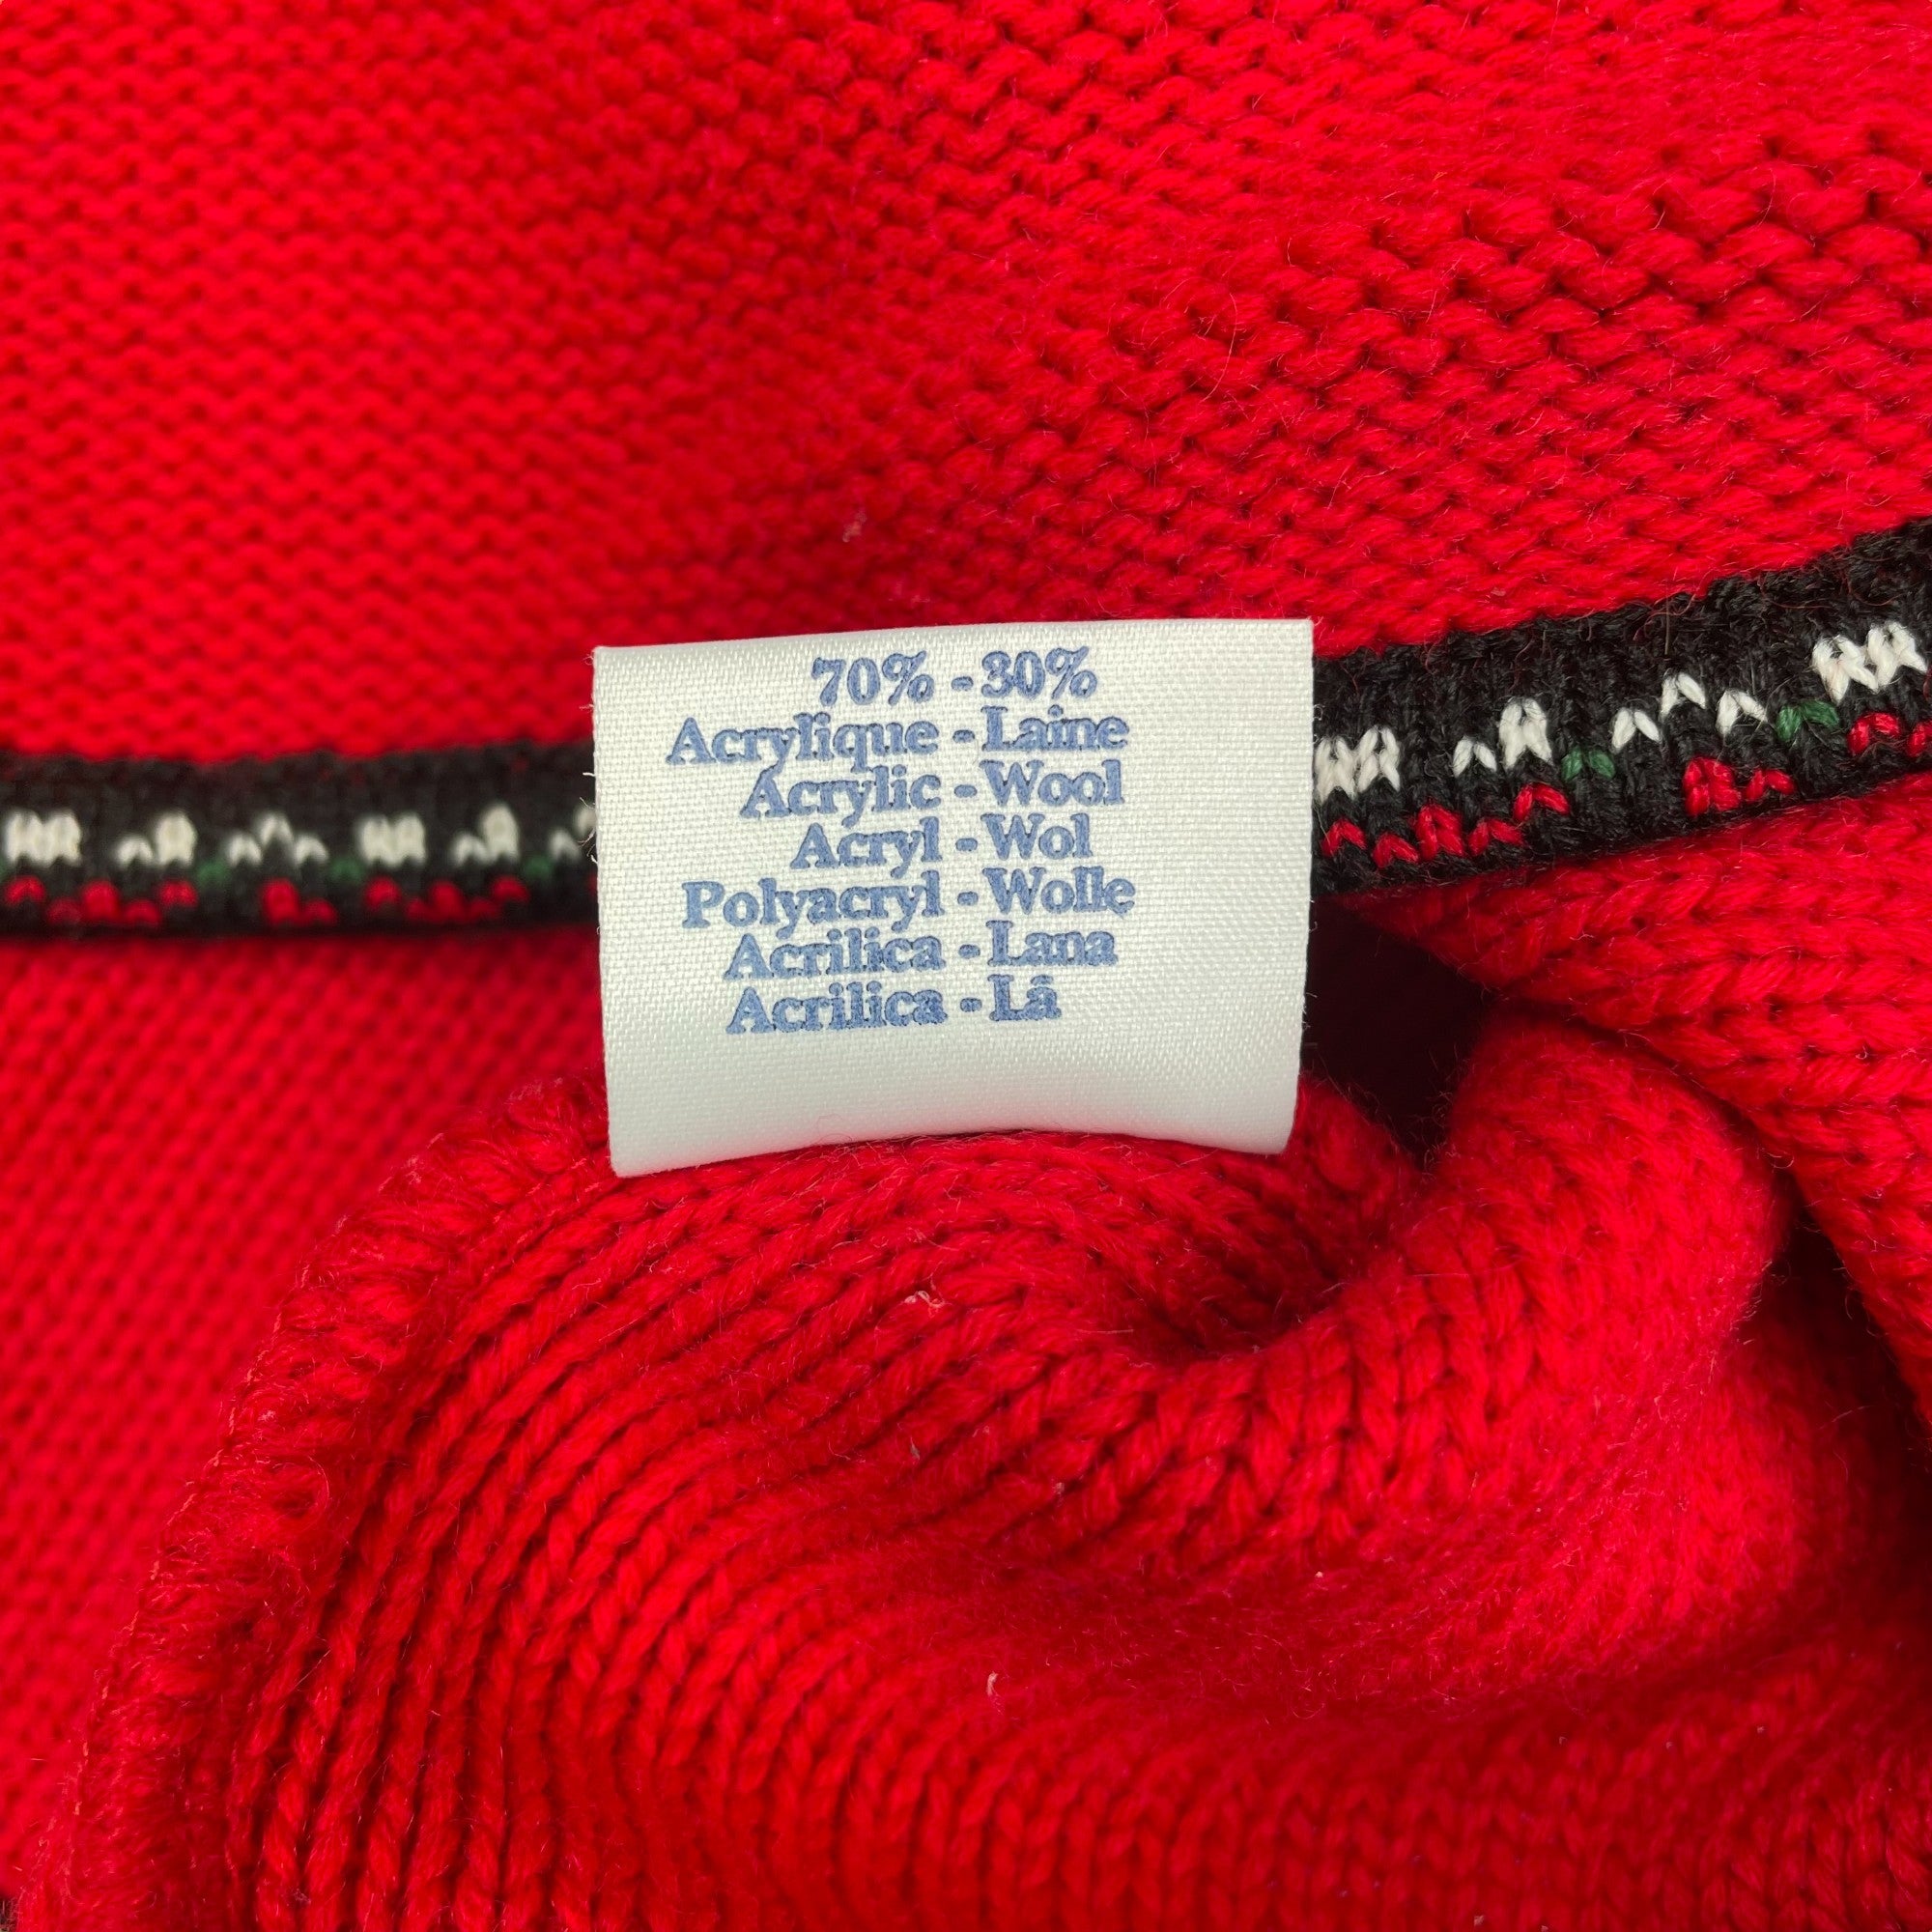 70% - 30%
Acrylique - Laine
Acrylic - Wool
Acryl - Wol
Polyacryl - Wolle
Acrilica - Lana
Acrilica - Lã